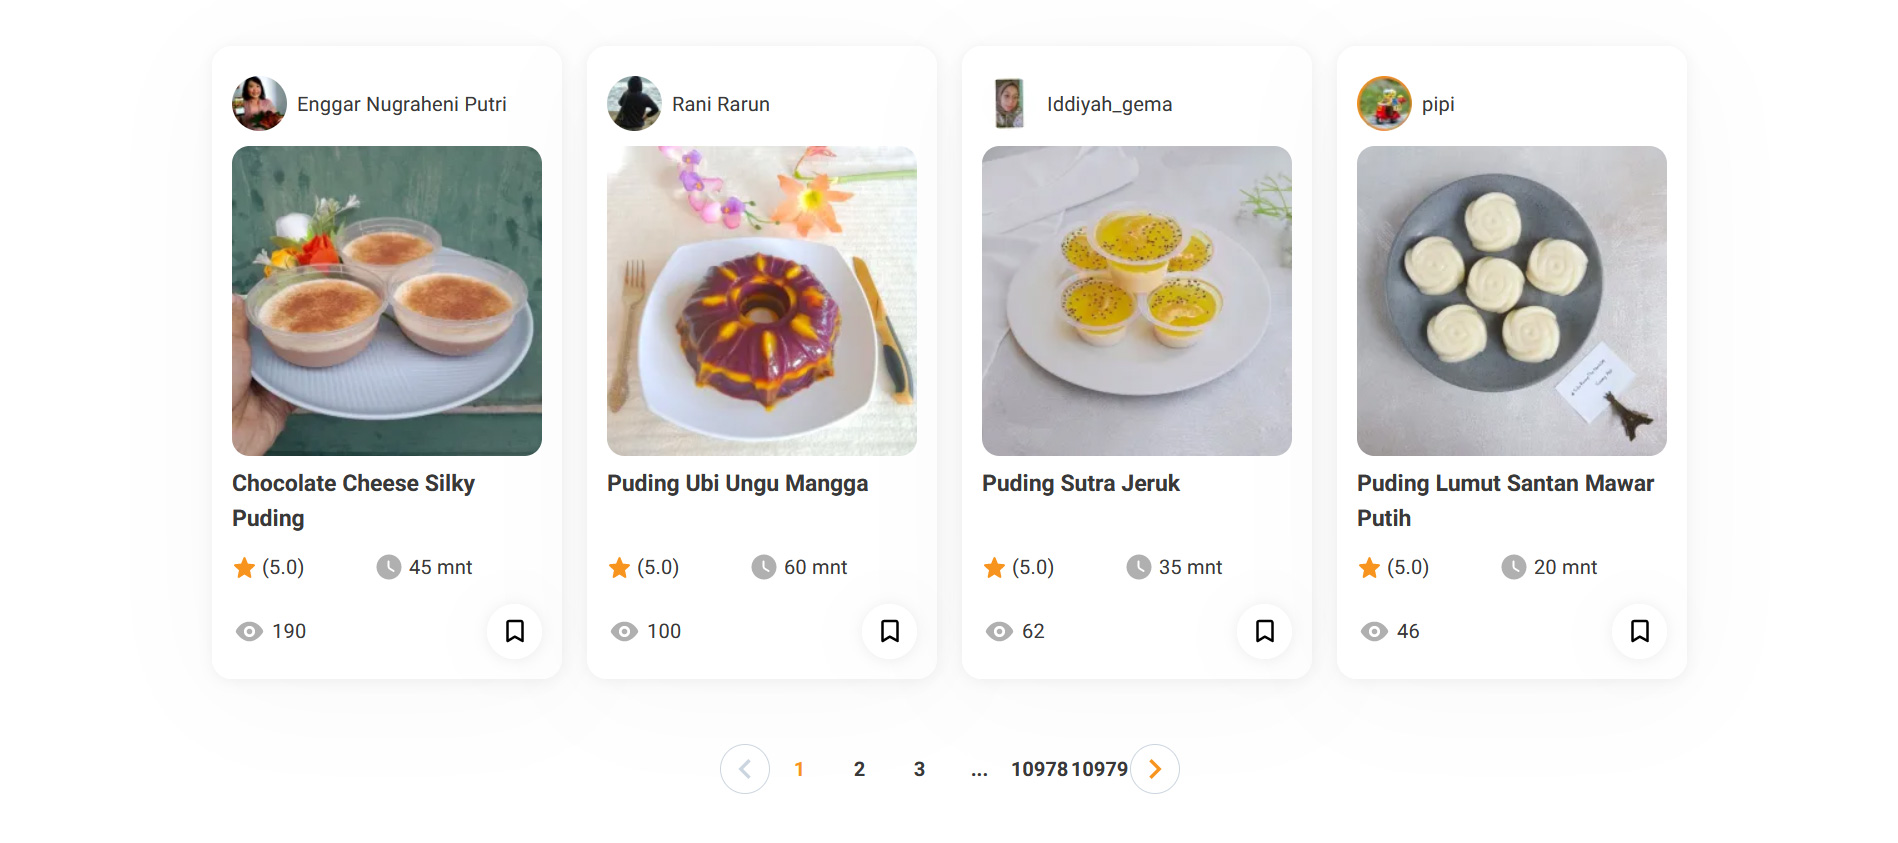 Enggar Nugraheni Putri
Chocolate Cheese Silky
Puding
(5.0)
45 mnt
190
Rani Rarun
Puding Ubi Ungu Mangga
(5.0)
60 mnt
100
Iddiyah_gema
Puding Sutra Jeruk
(5.0)
35 mnt
62
pipi
Puding Lumut Santan Mawar
Putih
(5.0)
20 mnt
46
1 2 3 ... 10978 10979